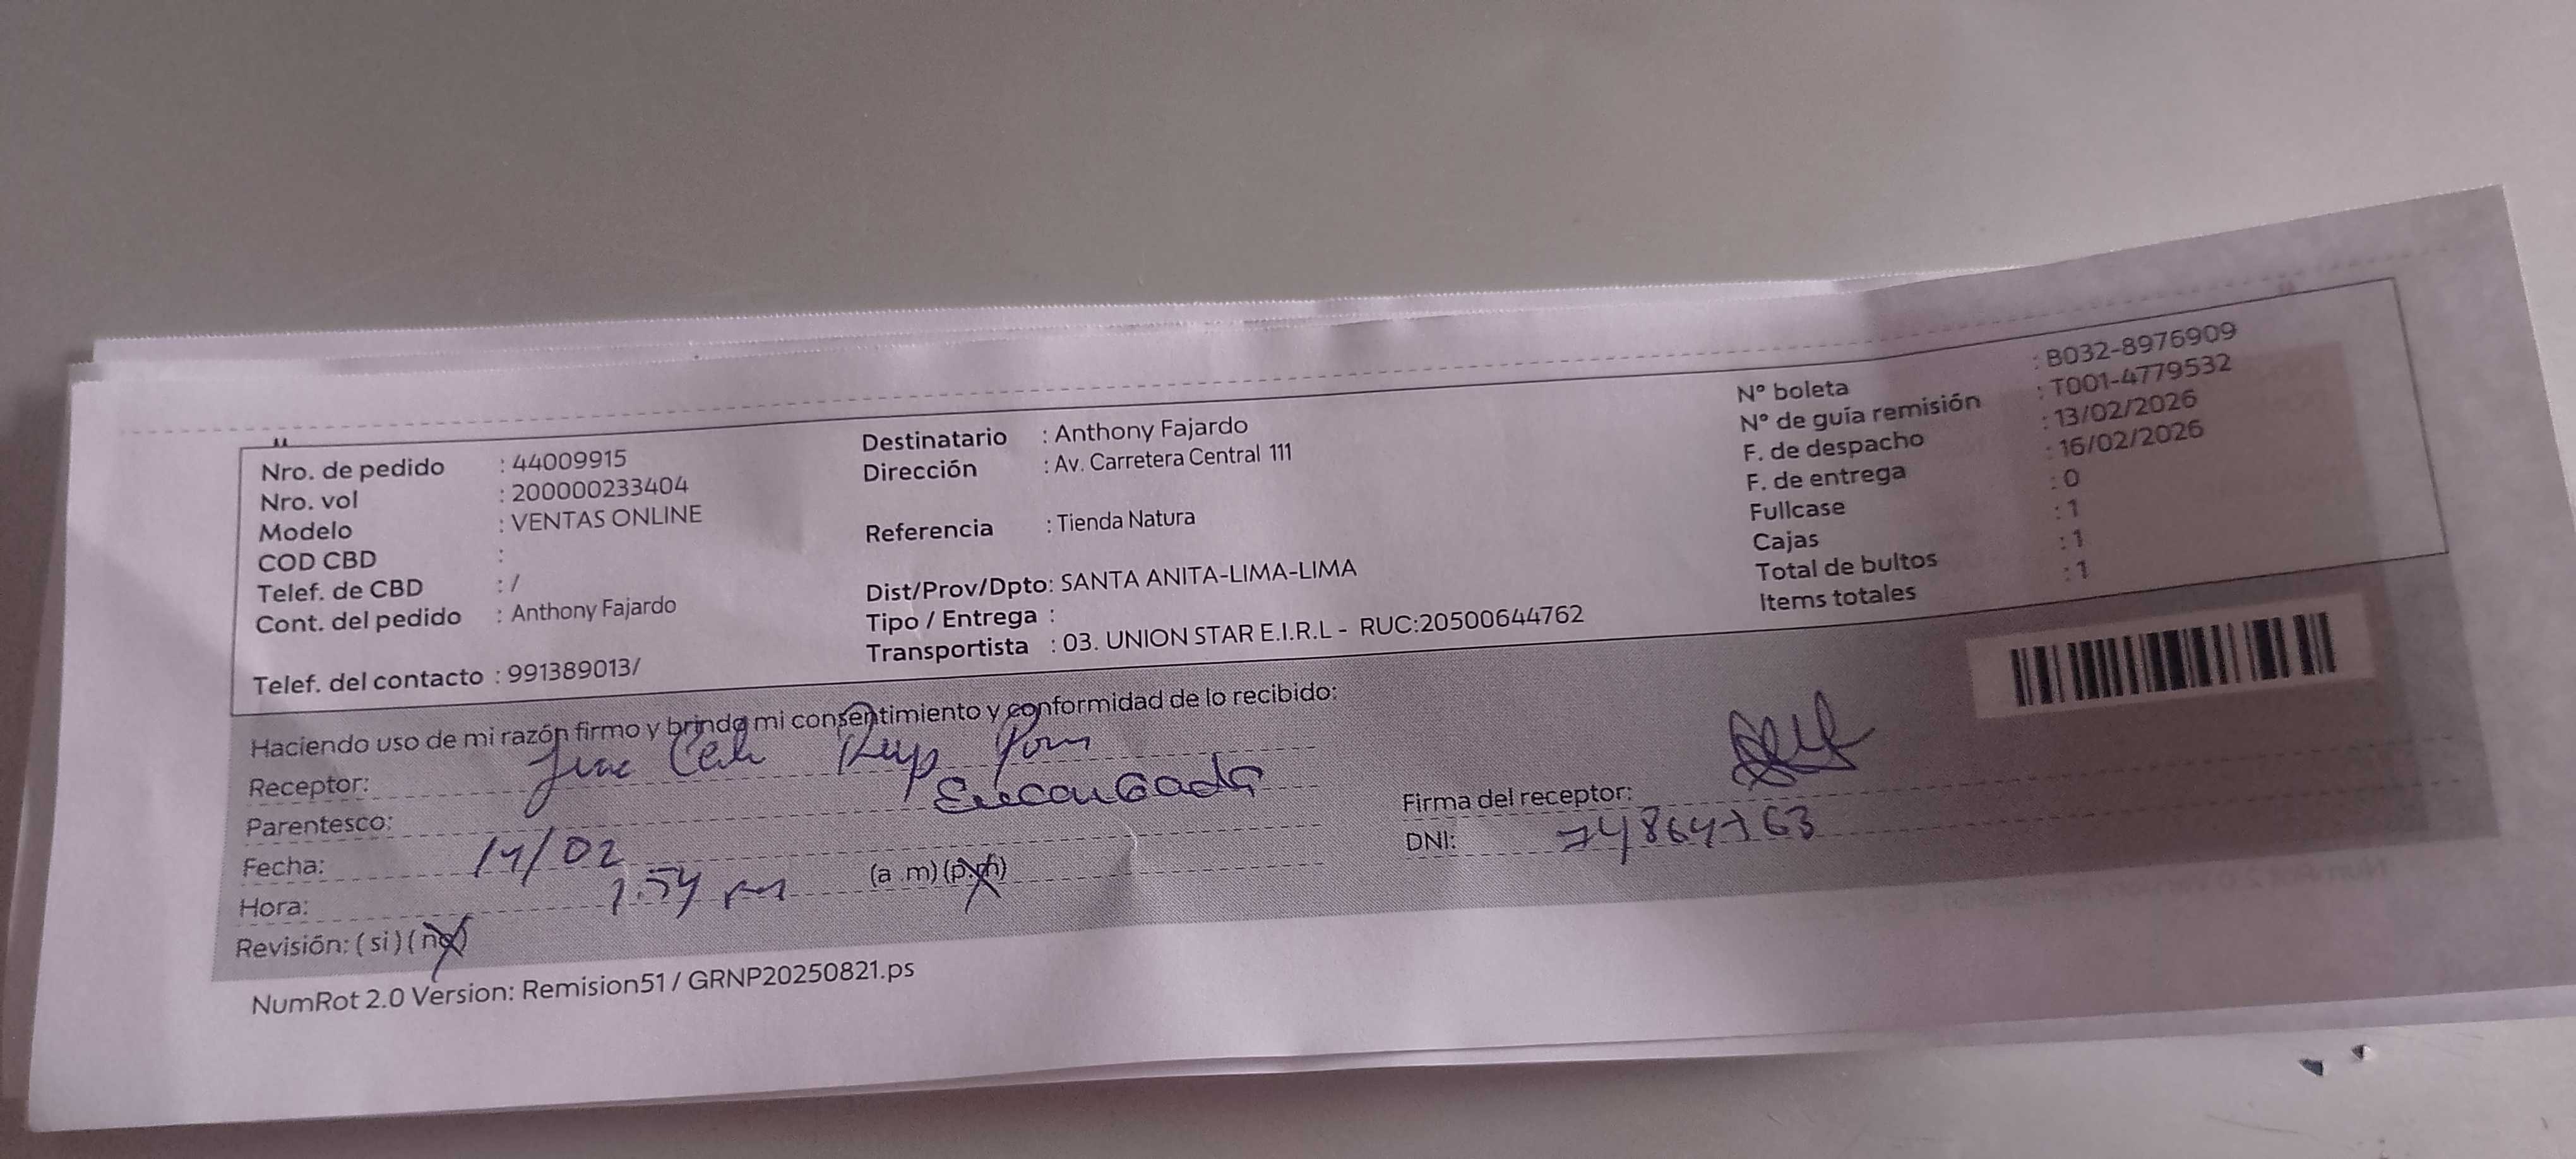 Nro. de pedido : 44009915
Nro. vol : 200000233404
Modelo : VENTAS ONLINE
COD CBD :
Telef. de CBD : /
Cont. del pedido : Anthony Fajardo
Telef. del contacto : 991389013/
Destinatario : Anthony Fajardo
Dirección : Av. Carretera Central 111
Referencia : Tienda Natura
Dist/Prov/Dpto: SANTA ANITA-LIMA-LIMA
Tipo / Entrega :
Transportista : 03. UNION STAR E.I.R.L - RUC:20500644762
N° boleta : B032-8976909
N° de guía remisión : T001-4779532
F. de despacho : 13/02/2026
F. de entrega : 16/02/2026
Fullcase : 0
Cajas : 1
Total de bultos : 1
Items totales : 1
Haciendo uso de mi razón firmo y brindo mi consentimiento y conformidad de lo recibido:
Receptor:
Parentesco: Encargada
Fecha: 14/02
Hora: 1:54 pm (a .m) (p.m)
Revisión: ( si ) ( no )
Firma del receptor:
DNI: 74864763
NumRot 2.0 Version: Remision51 / GRNP20250821.ps